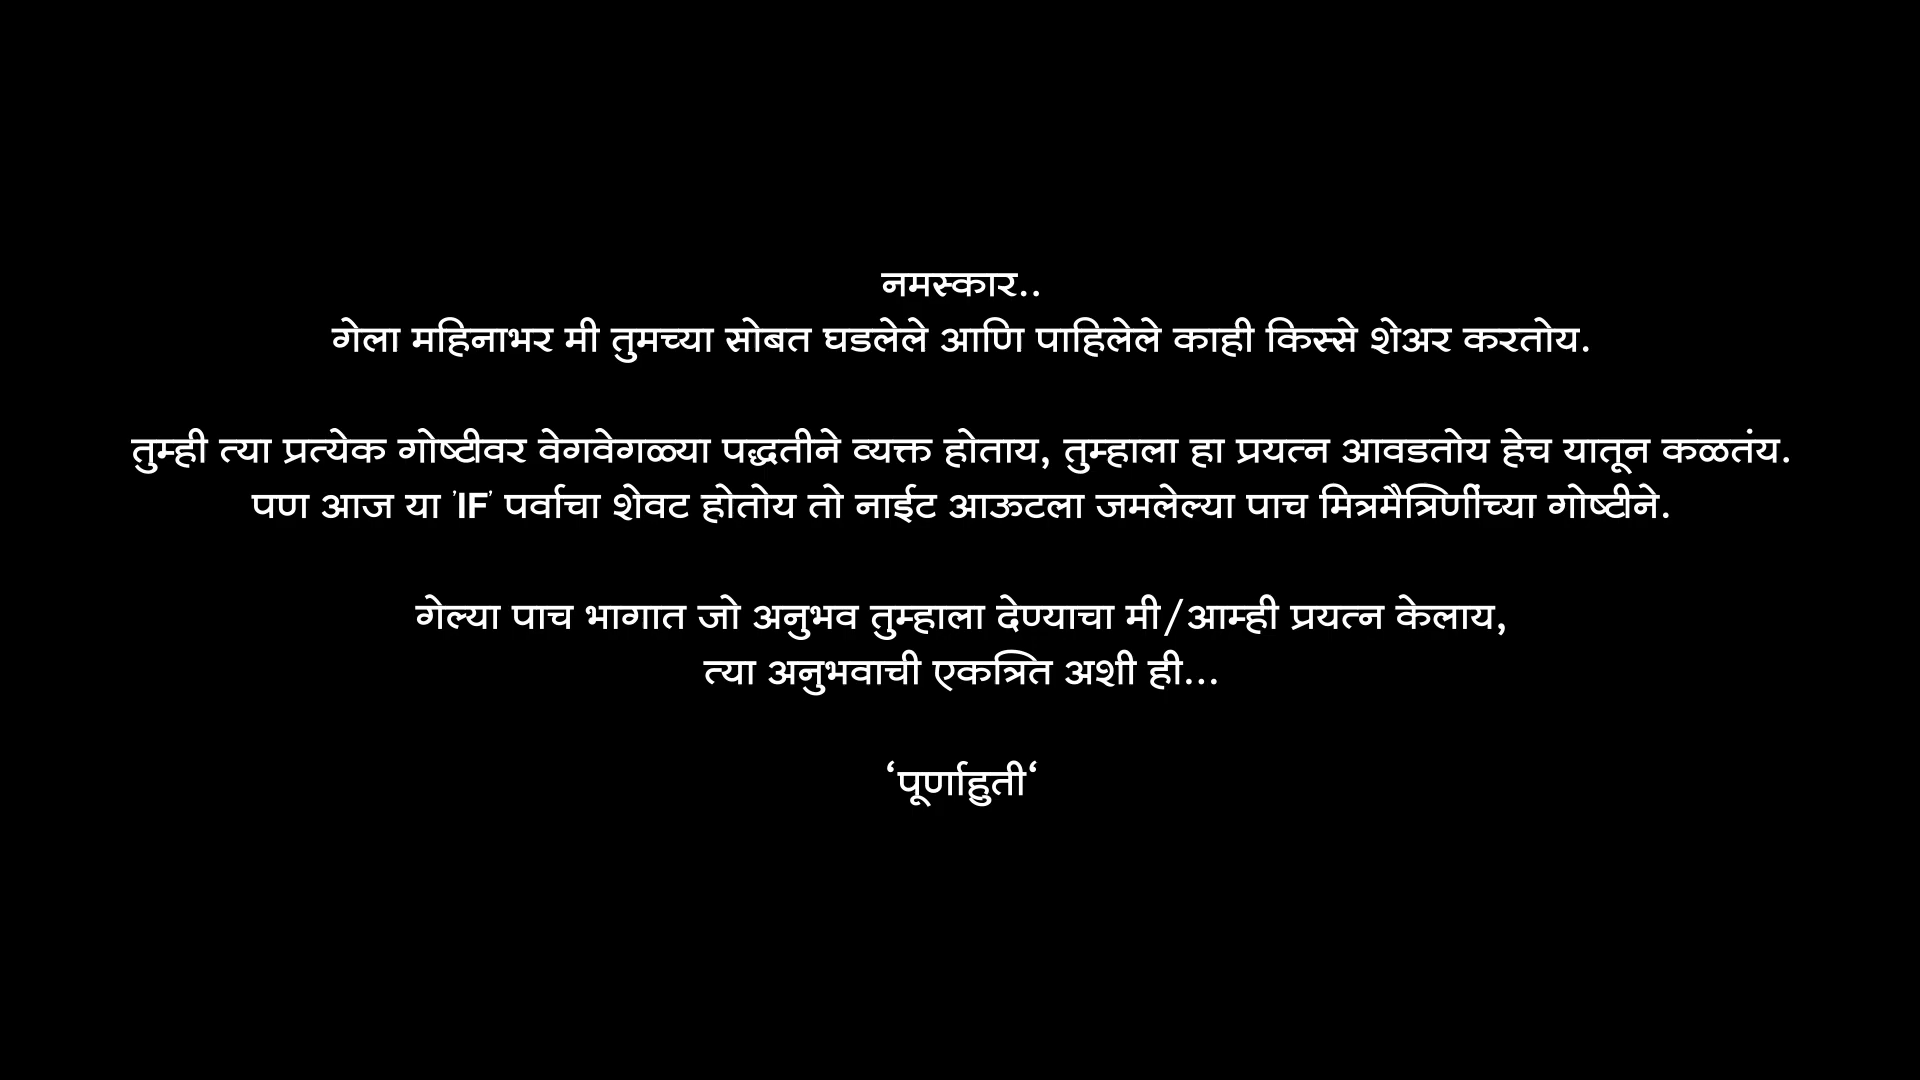 नमस्कार..
गेला महिनाभर मी तुमच्या सोबत घडलेले आणि पाहिलेले काही किस्से शेअर करतोय.
तुम्ही त्या प्रत्येक गोष्टीवर वेगवेगळ्या पद्धतीने व्यक्त होताय, तुम्हाला हा प्रयत्न आवडतोय हेच यातून कळतंय.
पण आज या 'IF' पर्वाचा शेवट होतोय तो नाईट आऊटला जमलेल्या पाच मित्रमैत्रिणींच्या गोष्टीने.
गेल्या पाच भागात जो अनुभव तुम्हाला देण्याचा मी/आम्ही प्रयत्न केलाय,
त्या अनुभवाची एकत्रित अशी ही...
‘पूर्णाहुती‘